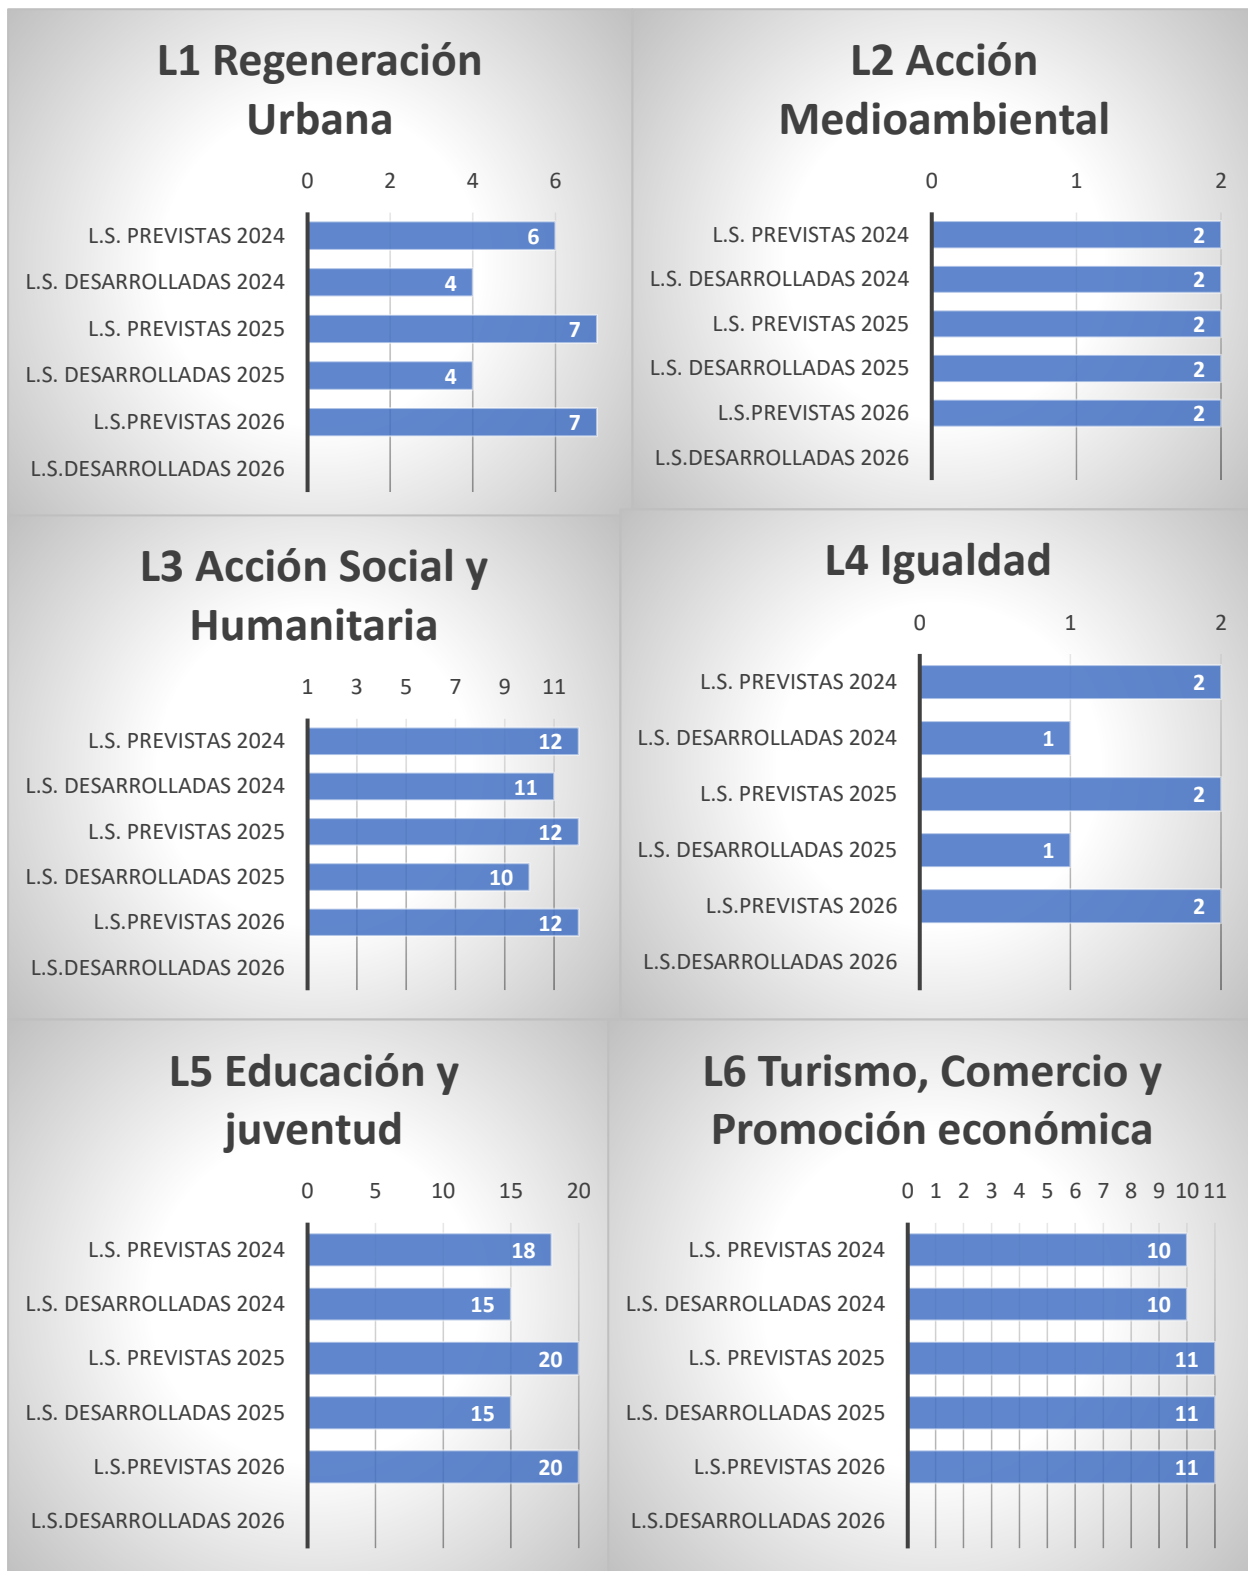 L1 Regeneración
Urbana
0 2 4 6
L.S. PREVISTAS 2024 6
L.S. DESARROLLADAS 2024 4
L.S. PREVISTAS 2025 7
L.S. DESARROLLADAS 2025 4
L.S.PREVISTAS 2026 7
L.S.DESARROLLADAS 2026
L2 Acción
Medioambiental
0 1 2
L.S. PREVISTAS 2024 2
L.S. DESARROLLADAS 2024 2
L.S. PREVISTAS 2025 2
L.S. DESARROLLADAS 2025 2
L.S.PREVISTAS 2026 2
L.S.DESARROLLADAS 2026
L3 Acción Social y
Humanitaria
1 3 5 7 9 11
L.S. PREVISTAS 2024 12
L.S. DESARROLLADAS 2024 11
L.S. PREVISTAS 2025 12
L.S. DESARROLLADAS 2025 10
L.S.PREVISTAS 2026 12
L.S.DESARROLLADAS 2026
L4 Igualdad
0 1 2
L.S. PREVISTAS 2024 2
L.S. DESARROLLADAS 2024 1
L.S. PREVISTAS 2025 2
L.S. DESARROLLADAS 2025 1
L.S.PREVISTAS 2026 2
L.S.DESARROLLADAS 2026
L5 Educación y
juventud
0 5 10 15 20
L.S. PREVISTAS 2024 18
L.S. DESARROLLADAS 2024 15
L.S. PREVISTAS 2025 20
L.S. DESARROLLADAS 2025 15
L.S.PREVISTAS 2026 20
L.S.DESARROLLADAS 2026
L6 Turismo, Comercio y
Promoción económica
0 1 2 3 4 5 6 7 8 9 10 11
L.S. PREVISTAS 2024 10
L.S. DESARROLLADAS 2024 10
L.S. PREVISTAS 2025 11
L.S. DESARROLLADAS 2025 11
L.S.PREVISTAS 2026 11
L.S.DESARROLLADAS 2026